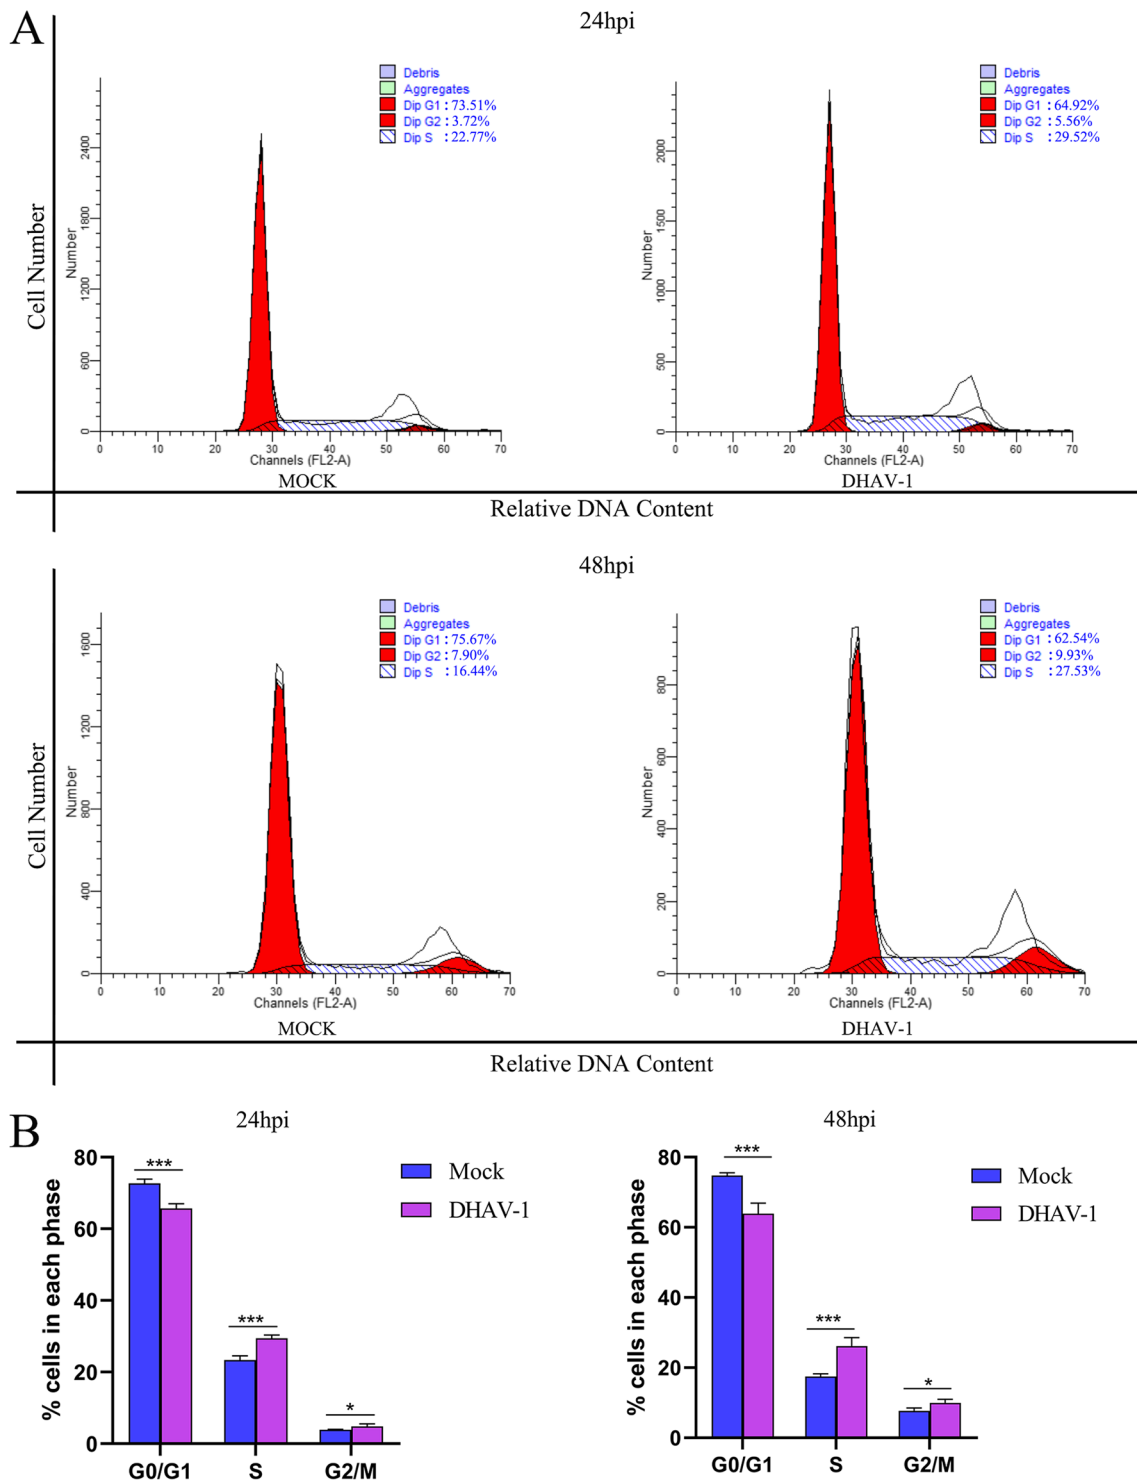 A
24hpi
Cell Number
Number
2400
1800
1200
600
0
Debris
Aggregates
Dip G1 : 73.51%
Dip G2 : 3.72%
Dip S : 22.77%
0 10 20 30 40 50 60 70
Channels (FL2-A)
MOCK
Number
2000
1500
1000
500
0
Debris
Aggregates
Dip G1 : 64.92%
Dip G2 : 5.56%
Dip S : 29.52%
0 10 20 30 40 50 60 70
Channels (FL2-A)
DHAV-1
Relative DNA Content
48hpi
Cell Number
Number
1600
1200
800
400
0
Debris
Aggregates
Dip G1 : 75.67%
Dip G2 : 7.90%
Dip S : 16.44%
0 10 20 30 40 50 60 70
Channels (FL2-A)
MOCK
Number
800
600
400
200
0
Debris
Aggregates
Dip G1 : 62.54%
Dip G2 : 9.93%
Dip S : 27.53%
0 10 20 30 40 50 60 70
Channels (FL2-A)
DHAV-1
Relative DNA Content
B
24hpi
% cells in each phase
80
60
40
20
0
***
***
*
G0/G1 S G2/M
Mock
DHAV-1
48hpi
% cells in each phase
80
60
40
20
0
***
***
*
G0/G1 S G2/M
Mock
DHAV-1